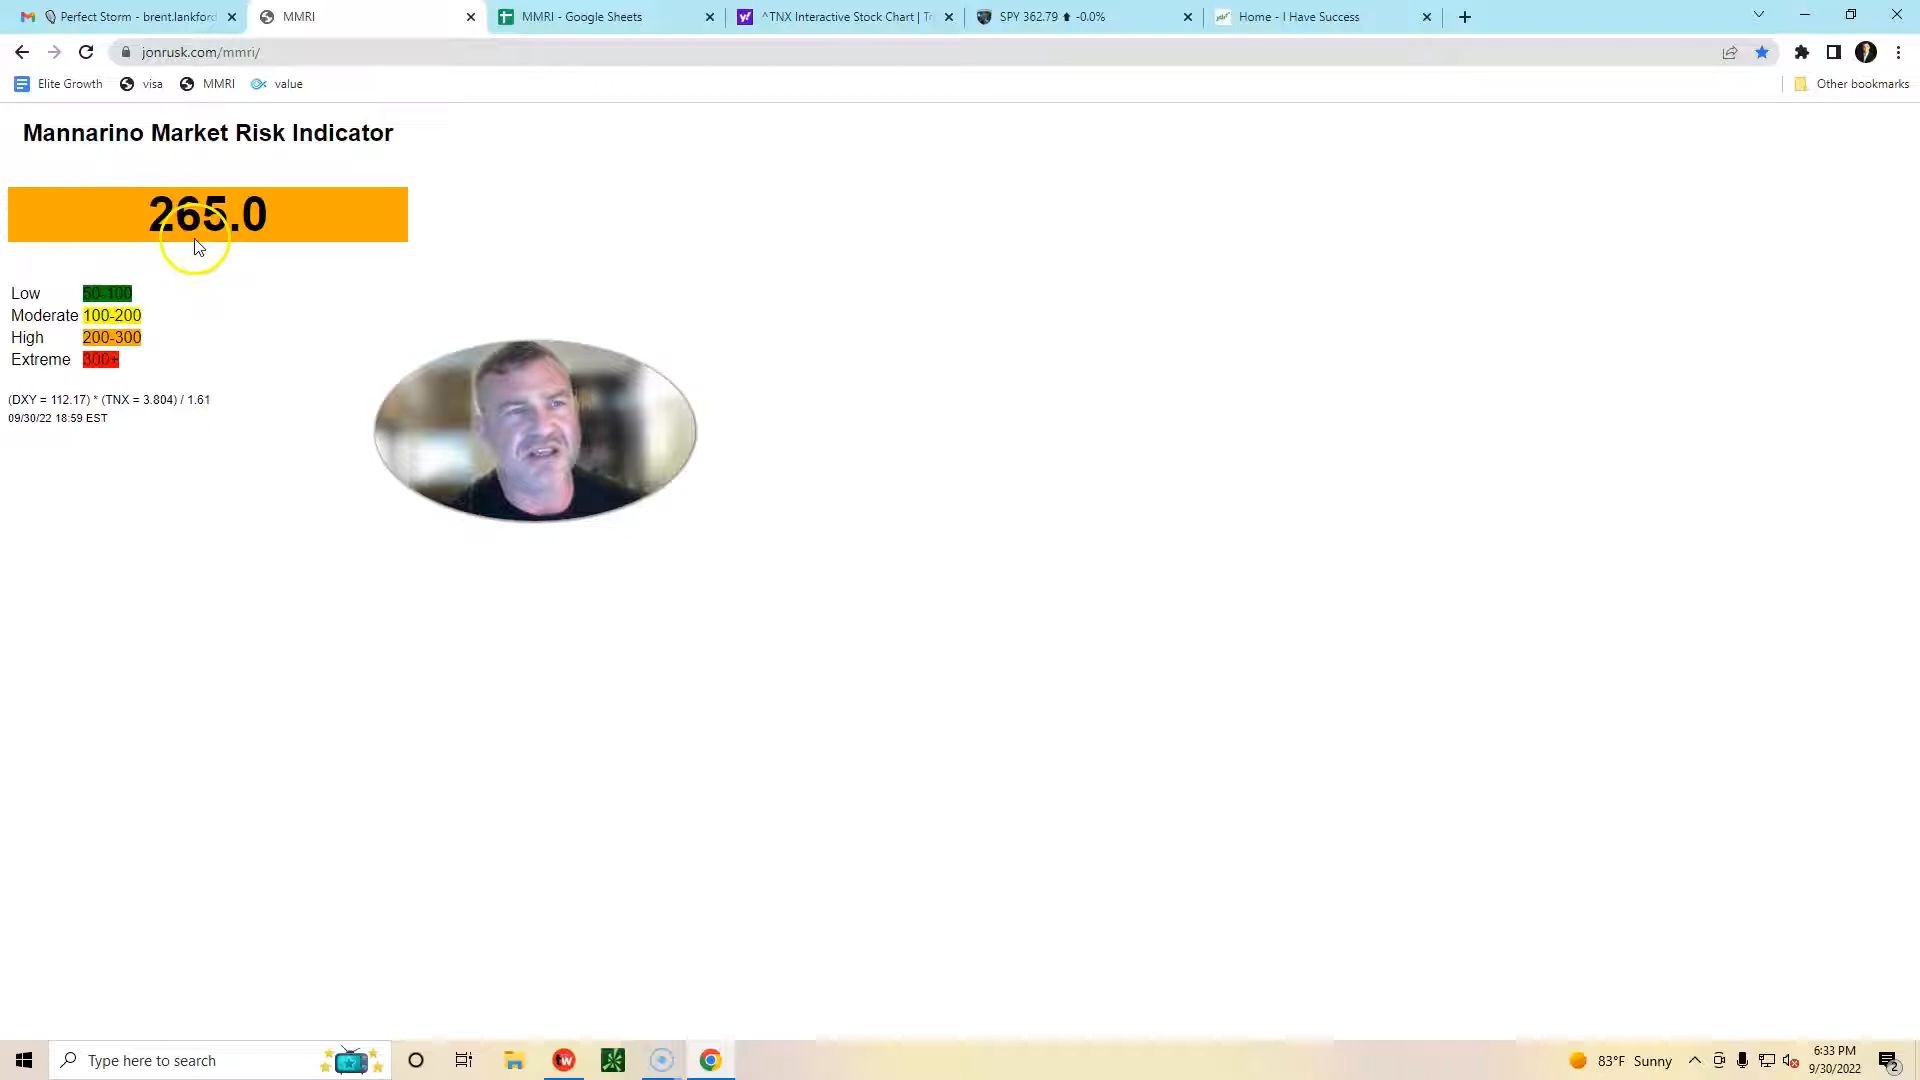 Perfect Storm - brent.lankford
MMRI
MMRI - Google Sheets
^TNX Interactive Stock Chart | Tr
SPY 362.79 ⬆ -0.0%
Home - I Have Success
jonrusk.com/mmri/
Elite Growth
visa
MMRI
value
Other bookmarks
Mannarino Market Risk Indicator
265.0
Low 50-100
Moderate 100-200
High 200-300
Extreme 300+
(DXY = 112.17) * (TNX = 3.804) / 1.61
09/30/22 18:59 EST
Type here to search
tw
83°F Sunny
6:33 PM
9/30/2022
2